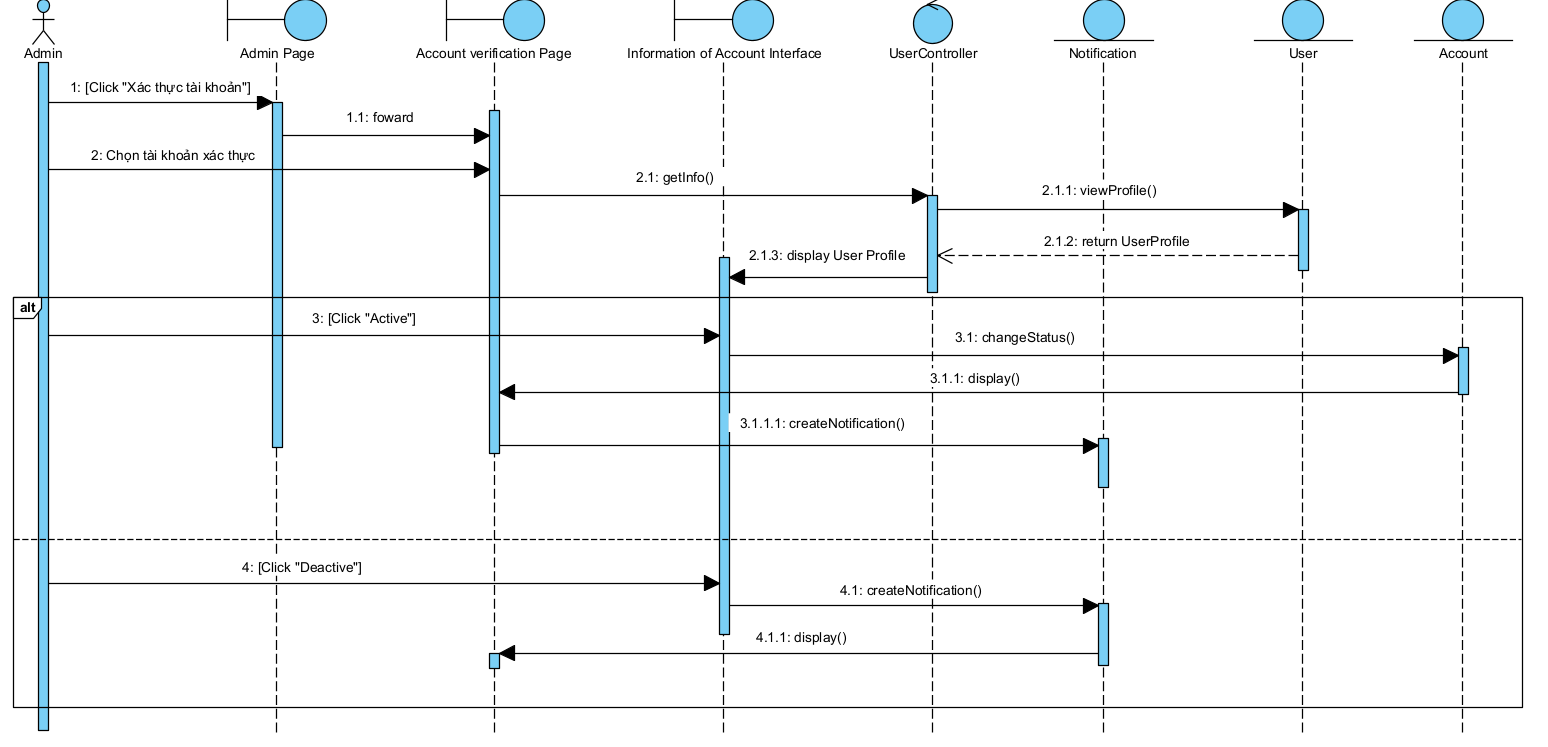 Admin
Admin Page
Account verification Page
Information of Account Interface
UserController
Notification
User
Account
1: [Click "Xác thực tài khoản"]
1.1: foward
2: Chọn tài khoản xác thực
2.1: getInfo()
2.1.1: viewProfile()
2.1.2: return UserProfile
2.1.3: display User Profile
alt
3: [Click "Active"]
3.1: changeStatus()
3.1.1: display()
3.1.1.1: createNotification()
4: [Click "Deactive"]
4.1: createNotification()
4.1.1: display()